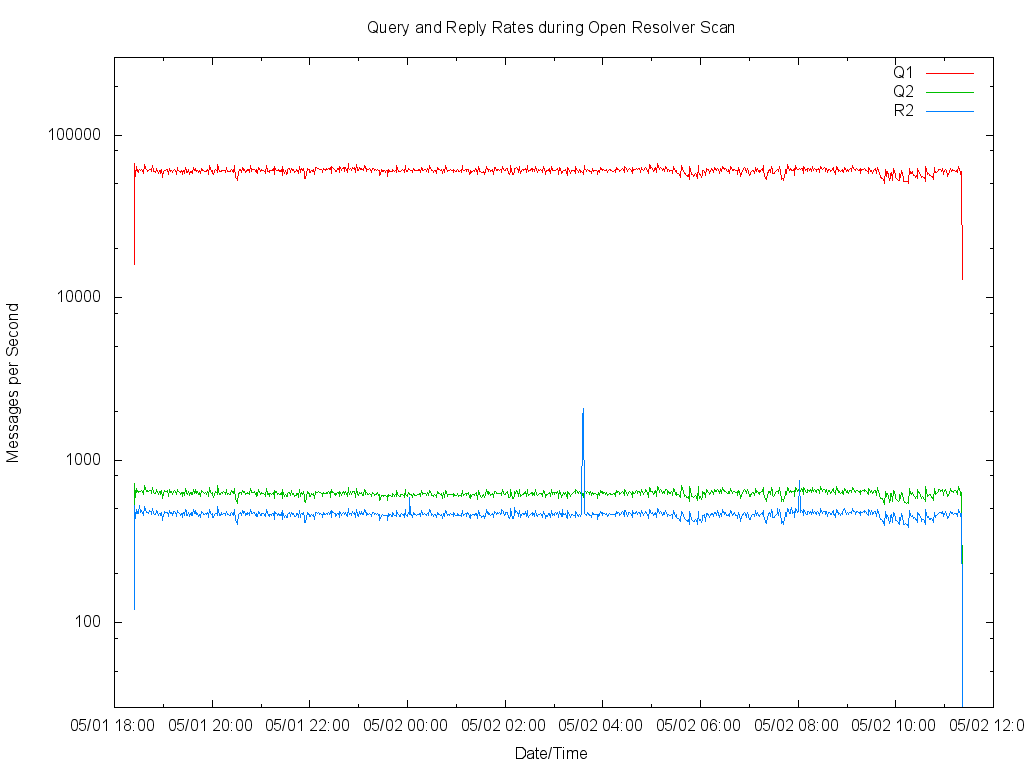 Query and Reply Rates during Open Resolver Scan
Q1
Q2
R2
100000
10000
1000
100
Messages per Second
05/01 18:00 05/01 20:00 05/01 22:00 05/02 00:00 05/02 02:00 05/02 04:00 05/02 06:00 05/02 08:00 05/02 10:00 05/02 12:0
Date/Time